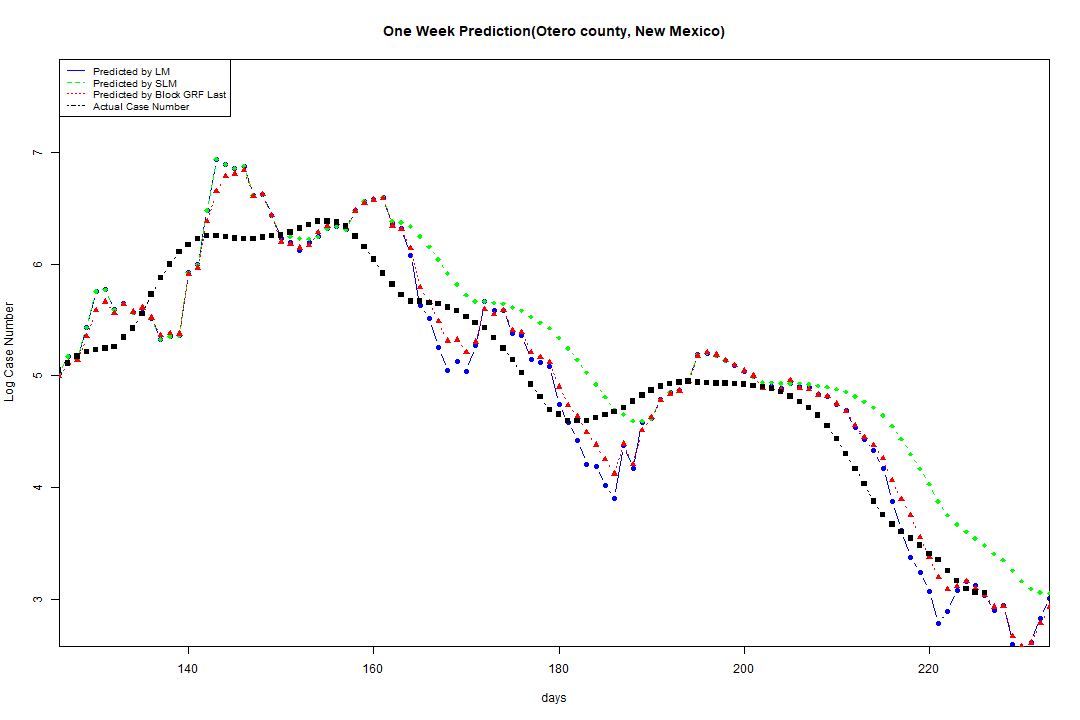 One Week Prediction(Otero county, New Mexico)
Predicted by LM
Predicted by SLM
Predicted by Block GRF Last
Actual Case Number
7
6
5
4
3
Log Case Number
140 160 180 200 220
days